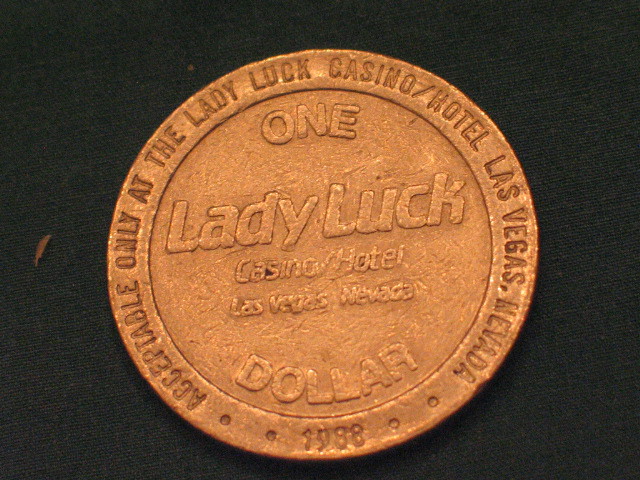 ACCEPTABLE ONLY AT THE LADY LUCK CASINO/HOTEL LAS VEGAS, NEVADA
ONE
Lady Luck
Casino/Hotel
Las Vegas, Nevada
DOLLAR
1988